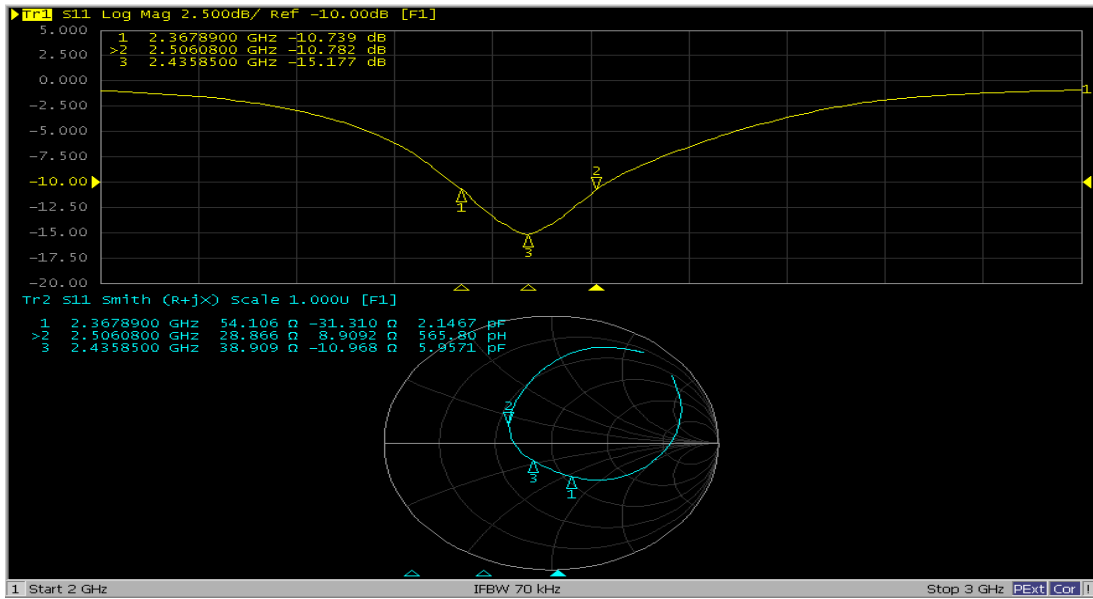 Tr1 S11 Log Mag 2.500dB/ Ref -10.00dB [F1]
5.000
2.500
0.000
-2.500
-5.000
-7.500
-10.00
-12.50
-15.00
-17.50
-20.00
1 2.3678900 GHz -10.739 dB
>2 2.5060800 GHz -10.782 dB
3 2.4358500 GHz -15.177 dB
1
2
1
3
Tr2 S11 Smith (R+jX) Scale 1.000U [F1]
1 2.3678900 GHz 54.106 Ω -31.310 Ω 2.1467 pF
>2 2.5060800 GHz 28.866 Ω 8.9092 Ω 565.80 pH
3 2.4358500 GHz 38.909 Ω -10.968 Ω 5.9571 pF
2
3
1
1 Start 2 GHz IFBW 70 kHz Stop 3 GHz PExt Cor !